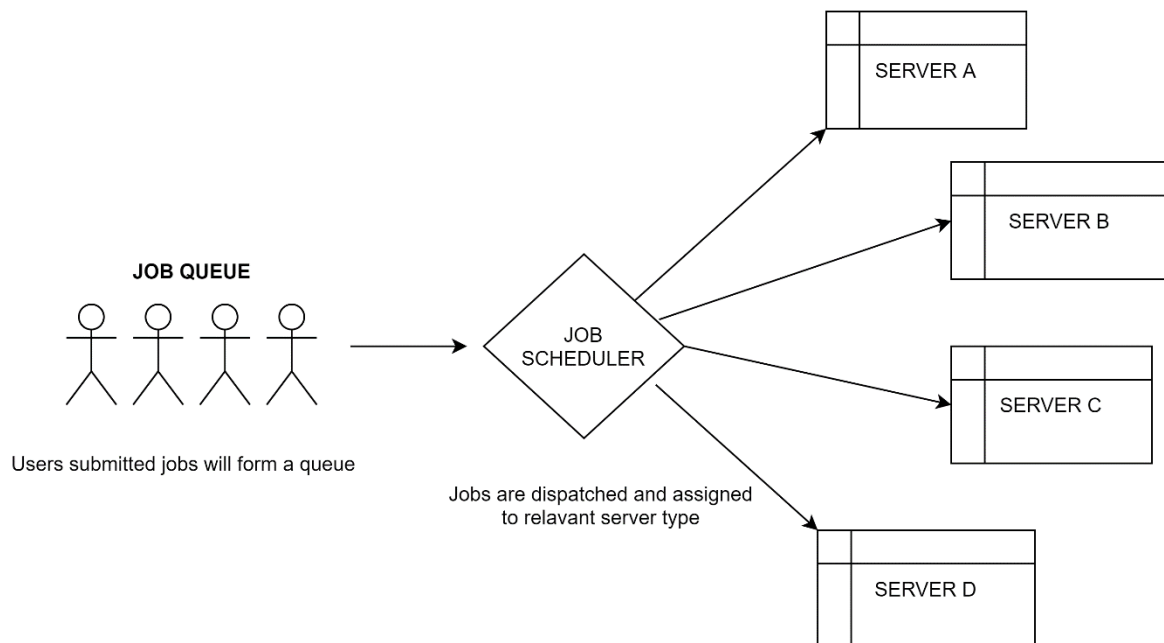 JOB QUEUE
Users submitted jobs will form a queue
JOB
SCHEDULER
Jobs are dispatched and assigned
to relavant server type
SERVER A
SERVER B
SERVER C
SERVER D